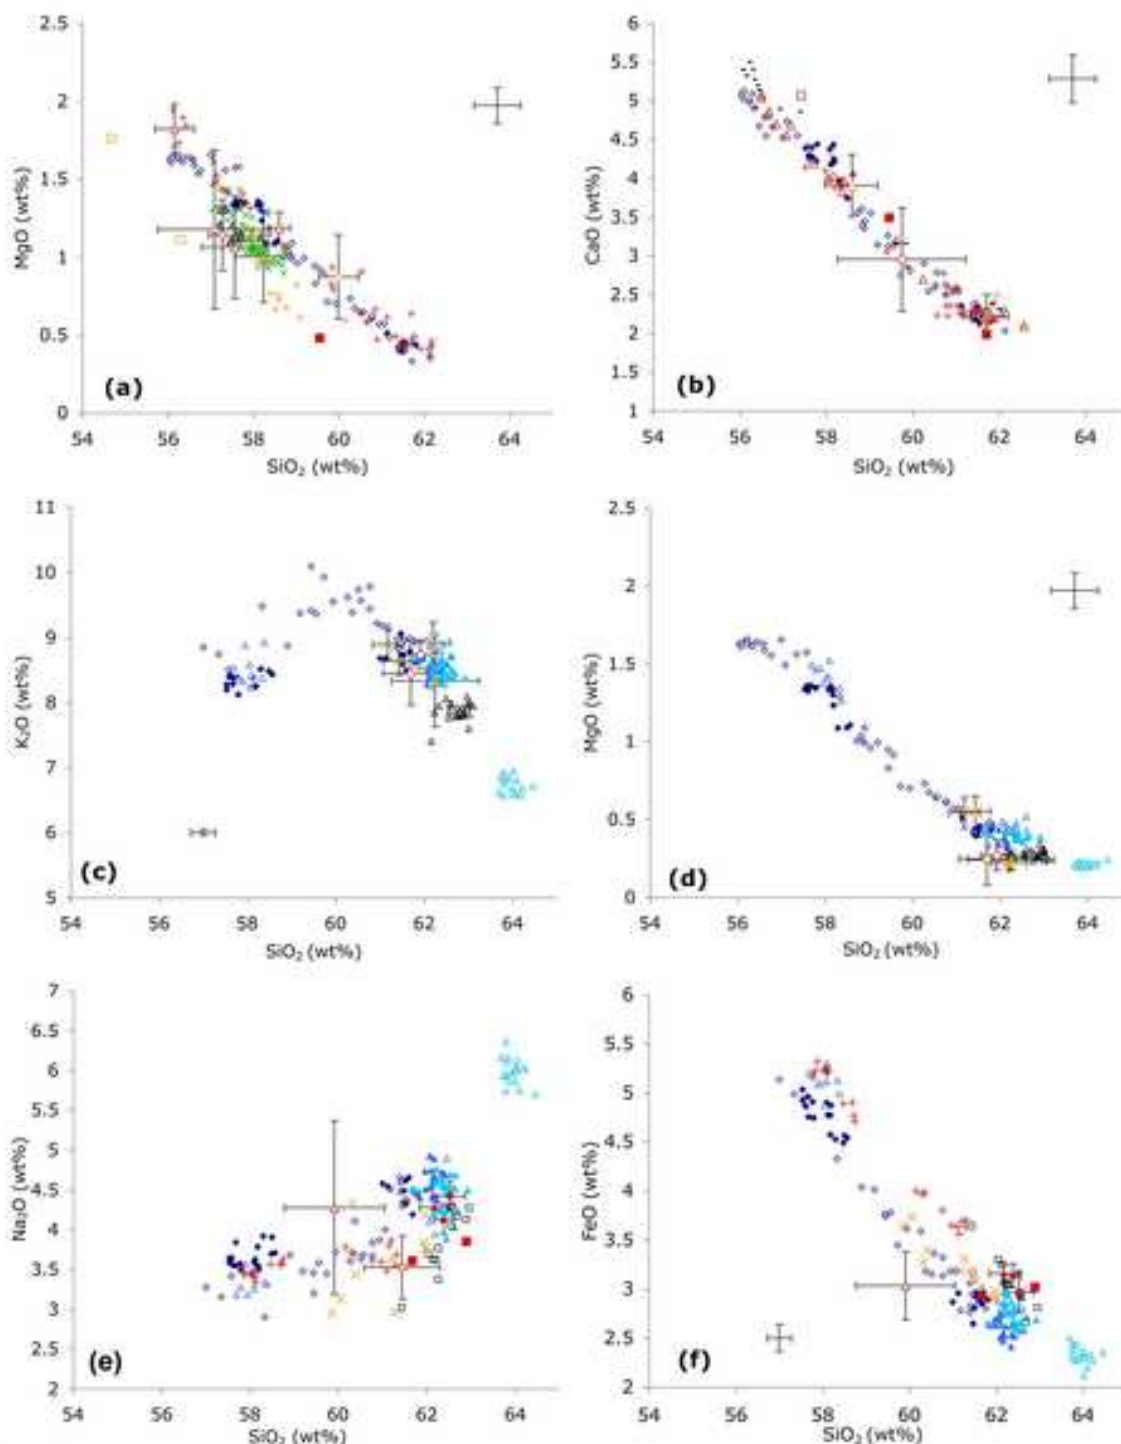 2.5
2
1.5
1
0.5
0
MgO (wt%)
(a)
54 56 58 60 62 64
SiO₂ (wt%)
6
5.5
5
4.5
4
3.5
3
2.5
2
1.5
1
CaO (wt%)
(b)
54 56 58 60 62 64
SiO₂ (wt%)
11
10
9
8
7
6
5
K₂O (wt%)
(c)
54 56 58 60 62 64
SiO₂ (wt%)
2.5
2
1.5
1
0.5
0
MgO (wt%)
(d)
54 56 58 60 62 64
SiO₂ (wt%)
7
6.5
6
5.5
5
4.5
4
3.5
3
2.5
2
Na₂O (wt%)
(e)
54 56 58 60 62 64
SiO₂ (wt%)
6
5.5
5
4.5
4
3.5
3
2.5
2
FeO (wt%)
(f)
54 56 58 60 62 64
SiO₂ (wt%)